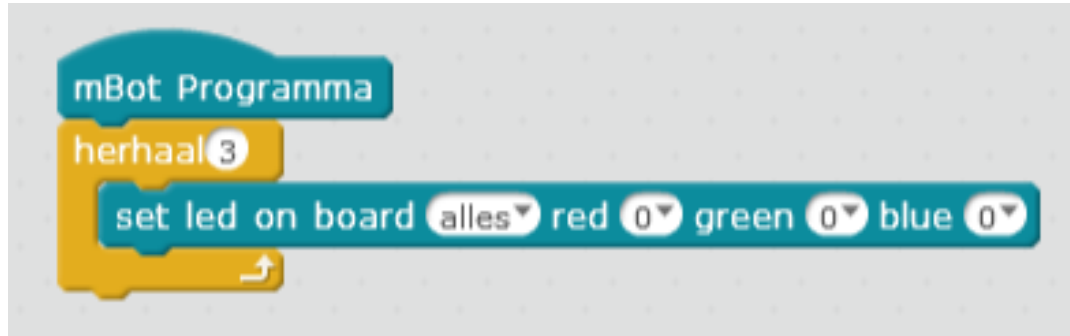 mBot Programma
herhaal 3
set led on board alles red 0 green 0 blue 0